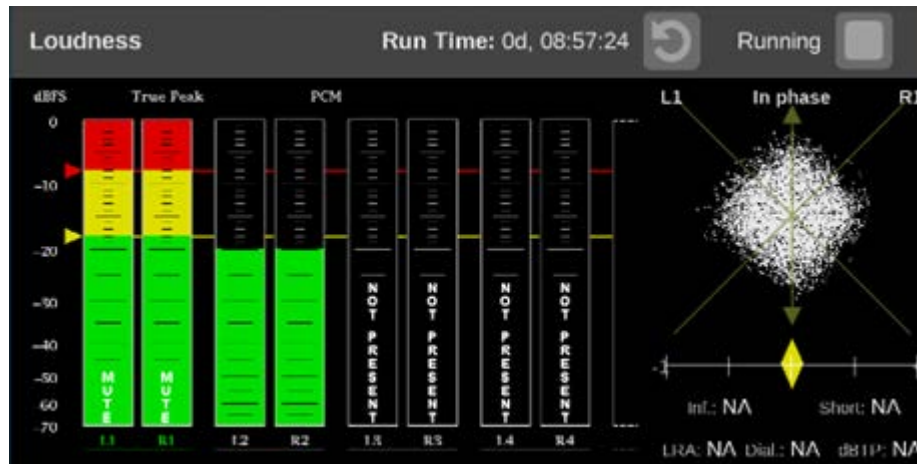 Loudness Run Time: 0d, 08:57:24 Running
dBFS True Peak PCM L1 In phase R1
0
-10
-20
-30
-40
-50
-60
-70
MUTE
MUTE
NOT PRESENT
NOT PRESENT
NOT PRESENT
NOT PRESENT
L1 R1 L2 R2 L3 R3 L4 R4
-1
Inf.: NA Short: NA
LRA: NA Dial.: NA dBTP: NA